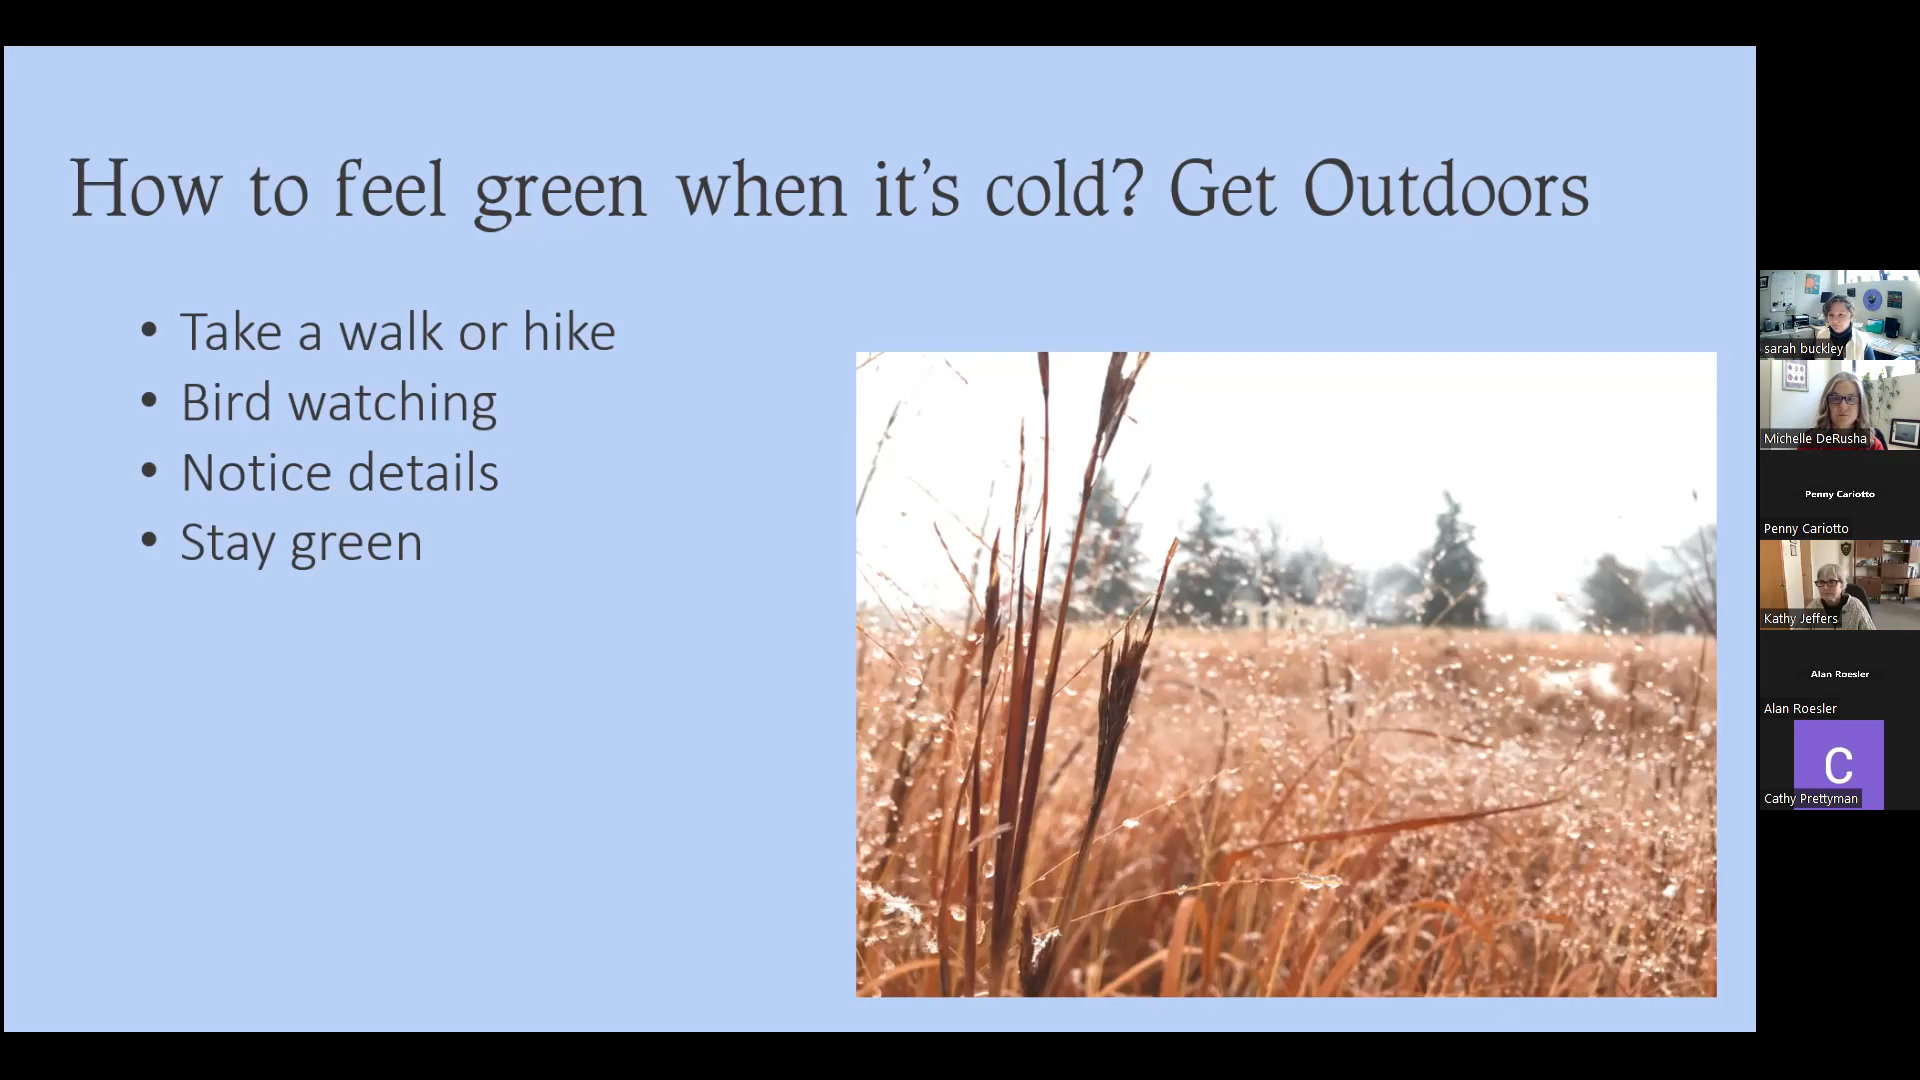 How to feel green when it's cold? Get Outdoors
• Take a walk or hike
• Bird watching
• Notice details
• Stay green
sarah buckley
Michelle DeRusha
Penny Cariotto
Penny Cariotto
Kathy Jeffers
Alan Roesler
Alan Roesler
C
Cathy Prettyman